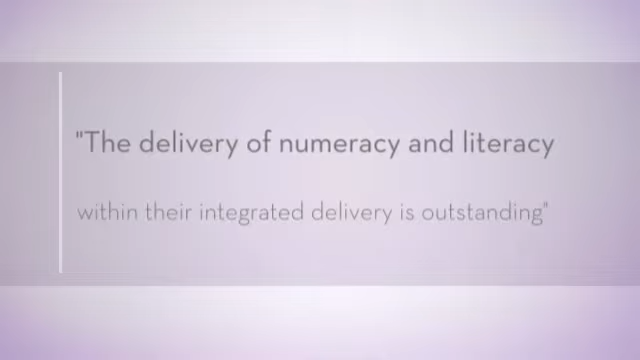 "The delivery of numeracy and literacy
within their integrated delivery is outstanding"